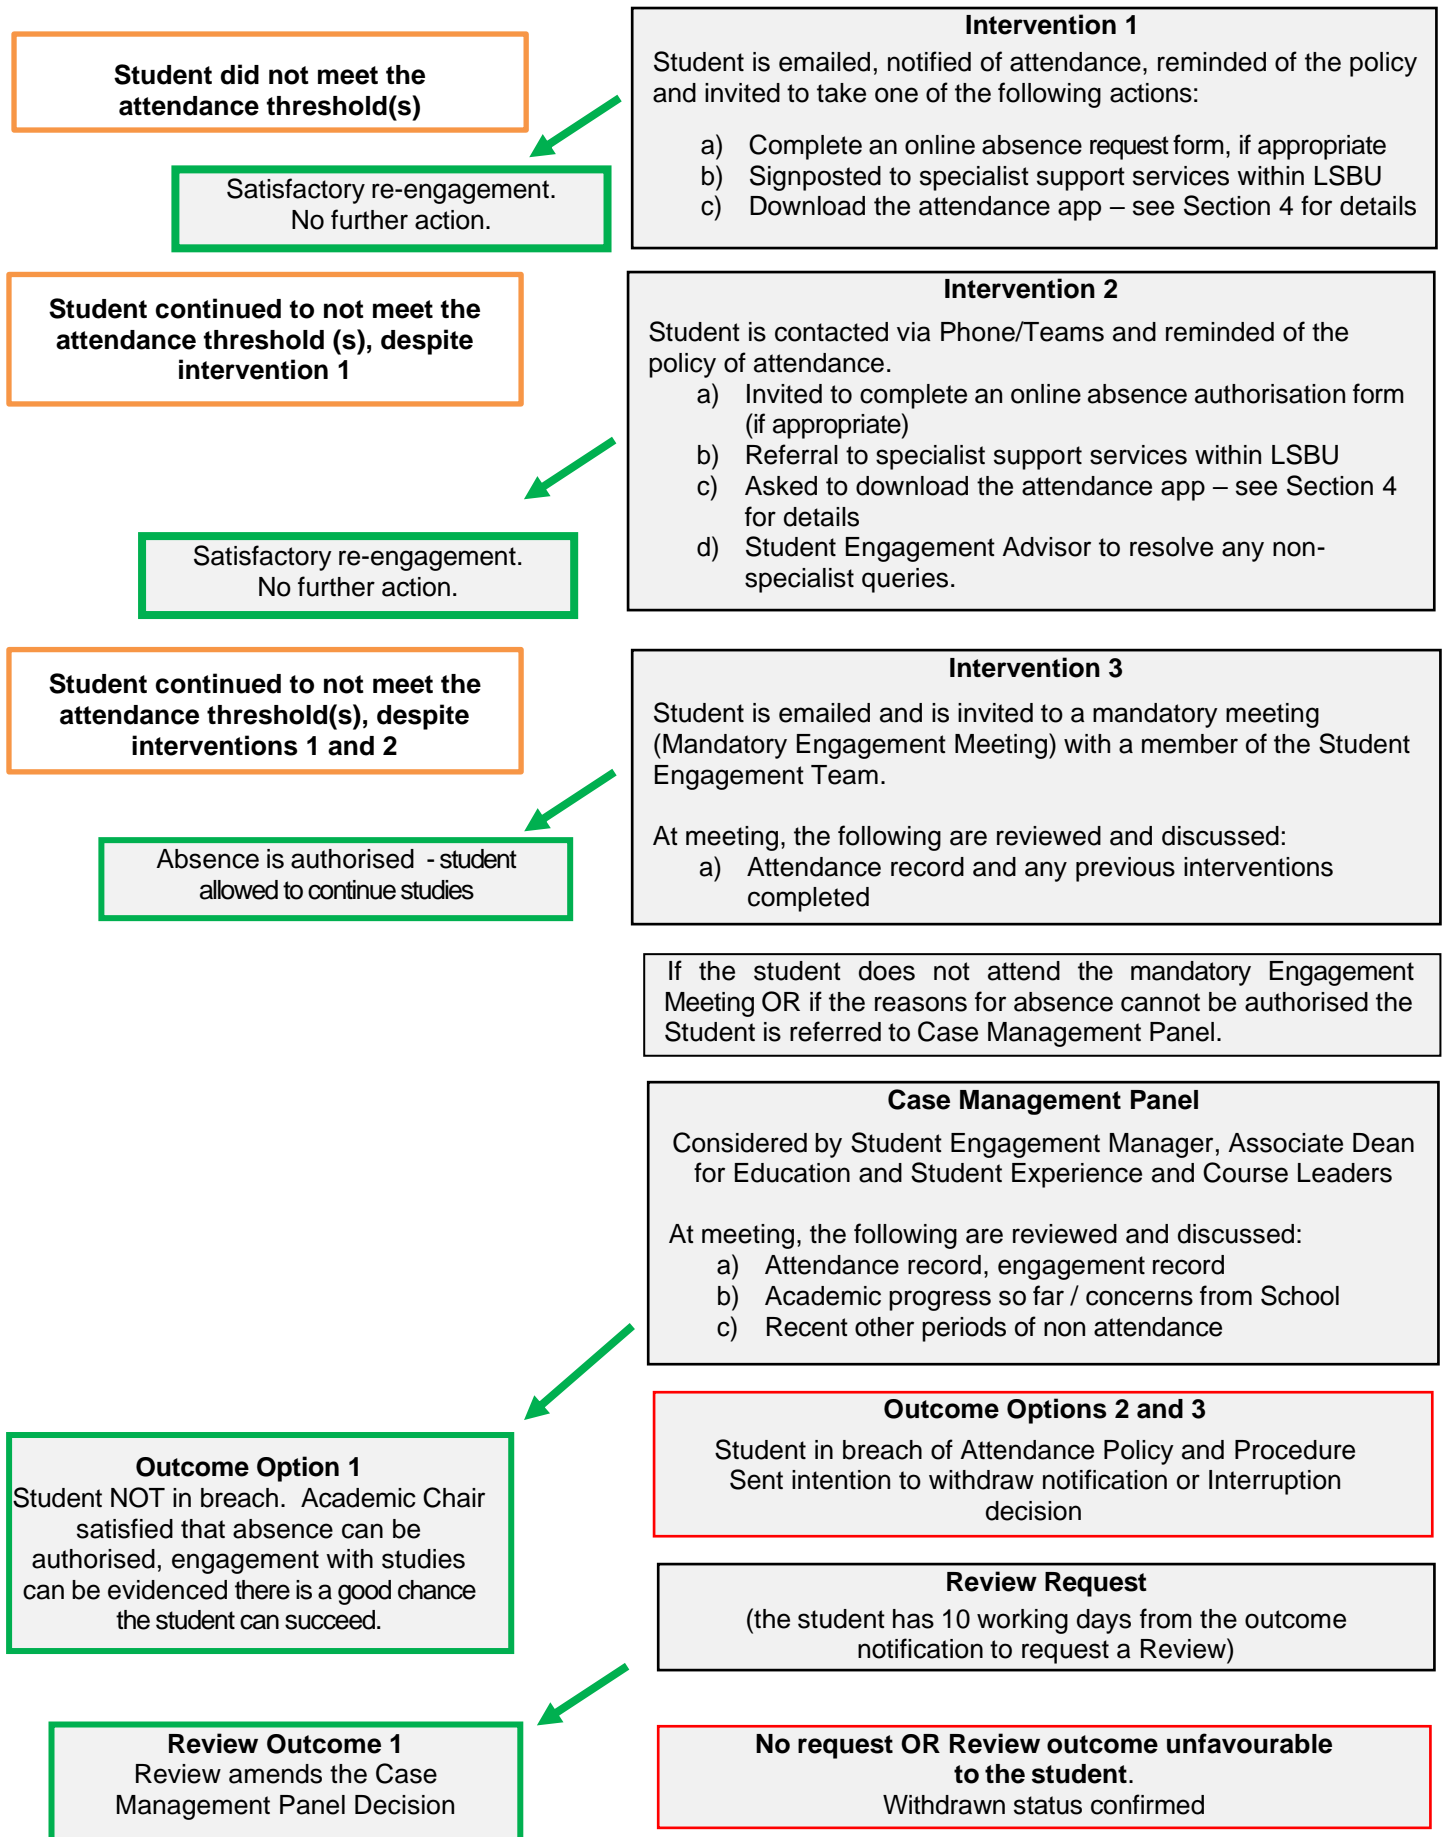 Student did not meet the
attendance threshold(s)
Intervention 1
Student is emailed, notified of attendance, reminded of the policy
and invited to take one of the following actions:
a) Complete an online absence request form, if appropriate
b) Signposted to specialist support services within LSBU
c) Download the attendance app – see Section 4 for details
Satisfactory re-engagement.
No further action.
Student continued to not meet the
attendance threshold (s), despite
intervention 1
Intervention 2
Student is contacted via Phone/Teams and reminded of the
policy of attendance.
a) Invited to complete an online absence authorisation form
(if appropriate)
b) Referral to specialist support services within LSBU
c) Asked to download the attendance app – see Section 4
for details
d) Student Engagement Advisor to resolve any non-
specialist queries.
Satisfactory re-engagement.
No further action.
Student continued to not meet the
attendance threshold(s), despite
interventions 1 and 2
Intervention 3
Student is emailed and is invited to a mandatory meeting
(Mandatory Engagement Meeting) with a member of the Student
Engagement Team.
At meeting, the following are reviewed and discussed:
a) Attendance record and any previous interventions
completed
Absence is authorised - student
allowed to continue studies
If the student does not attend the mandatory Engagement
Meeting OR if the reasons for absence cannot be authorised the
Student is referred to Case Management Panel.
Case Management Panel
Considered by Student Engagement Manager, Associate Dean
for Education and Student Experience and Course Leaders
At meeting, the following are reviewed and discussed:
a) Attendance record, engagement record
b) Academic progress so far / concerns from School
c) Recent other periods of non attendance
Outcome Option 1
Student NOT in breach. Academic Chair
satisfied that absence can be
authorised, engagement with studies
can be evidenced there is a good chance
the student can succeed.
Outcome Options 2 and 3
Student in breach of Attendance Policy and Procedure
Sent intention to withdraw notification or Interruption
decision
Review Request
(the student has 10 working days from the outcome
notification to request a Review)
Review Outcome 1
Review amends the Case
Management Panel Decision
No request OR Review outcome unfavourable
to the student.
Withdrawn status confirmed